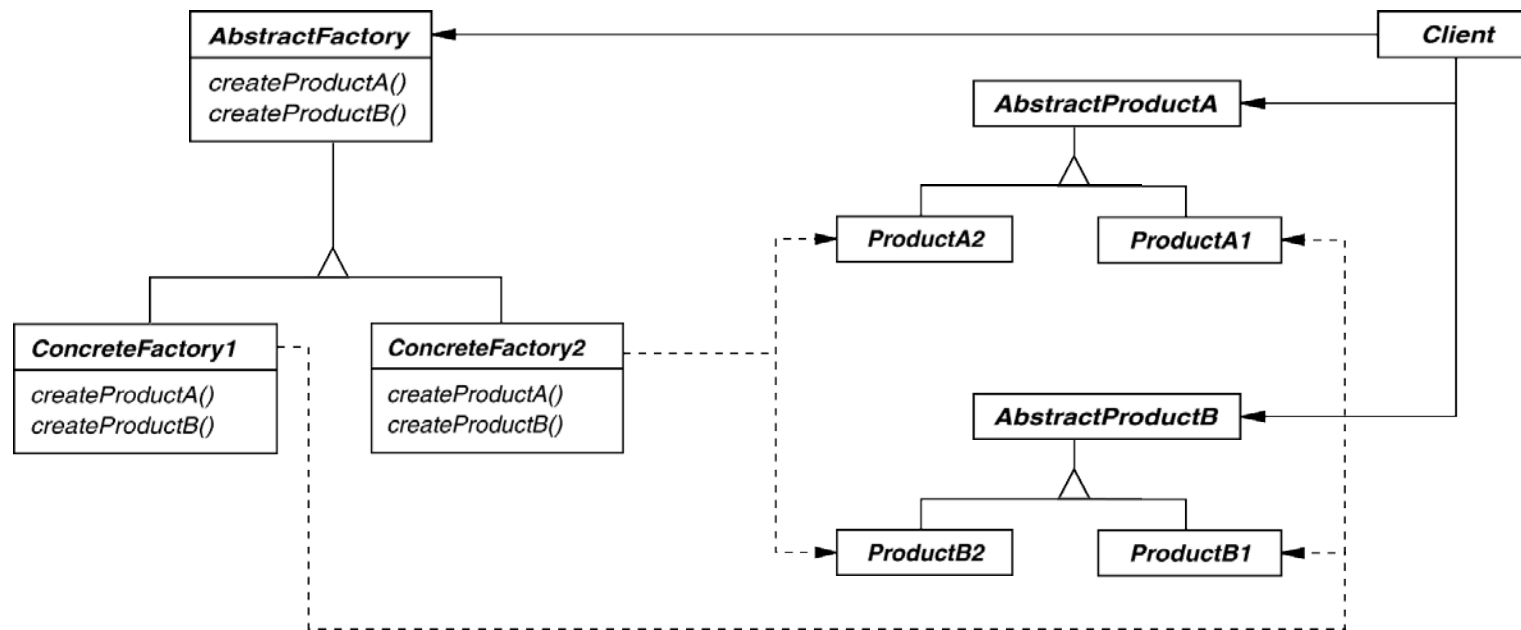 AbstractFactory
createProductA()
createProductB()
Client
AbstractProductA
ProductA2
ProductA1
ConcreteFactory1
createProductA()
createProductB()
ConcreteFactory2
createProductA()
createProductB()
AbstractProductB
ProductB2
ProductB1